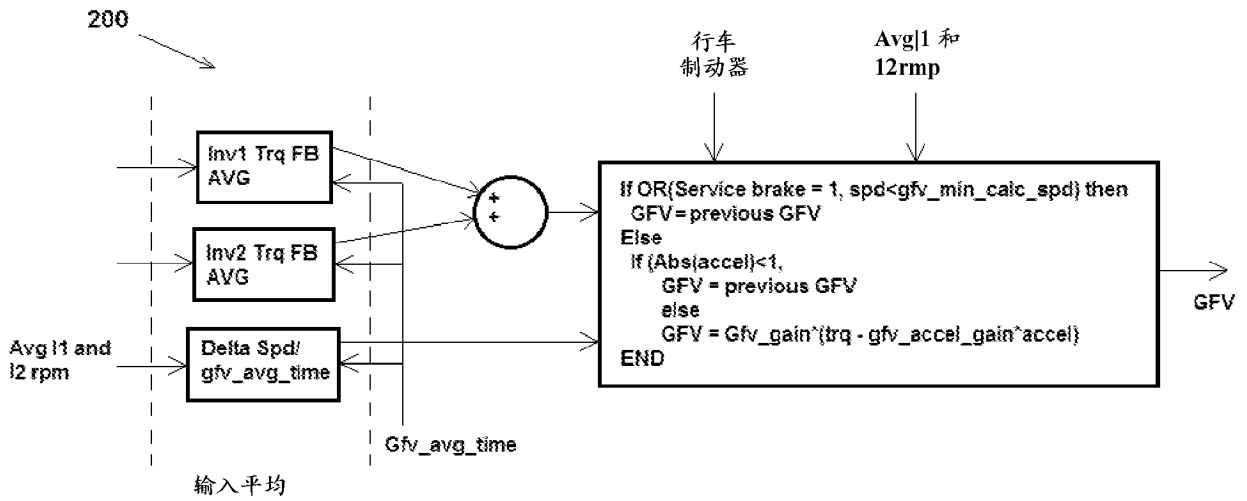 200
行车
制动器
Avg|1 和
12rmp
Inv1 Trq FB
AVG
Inv2 Trq FB
AVG
Avg I1 and
I2 rpm
Delta Spd/
gfv_avg_time
+
+
If OR(Service brake = 1, spd<gfv_min_calc_spd) then
GFV = previous GFV
Else
If (Abs(accel)<1,
GFV = previous GFV
else
GFV = Gfv_gain*(trq - gfv_accel_gain*accel)
END
GFV
Gfv_avg_time
输入平均